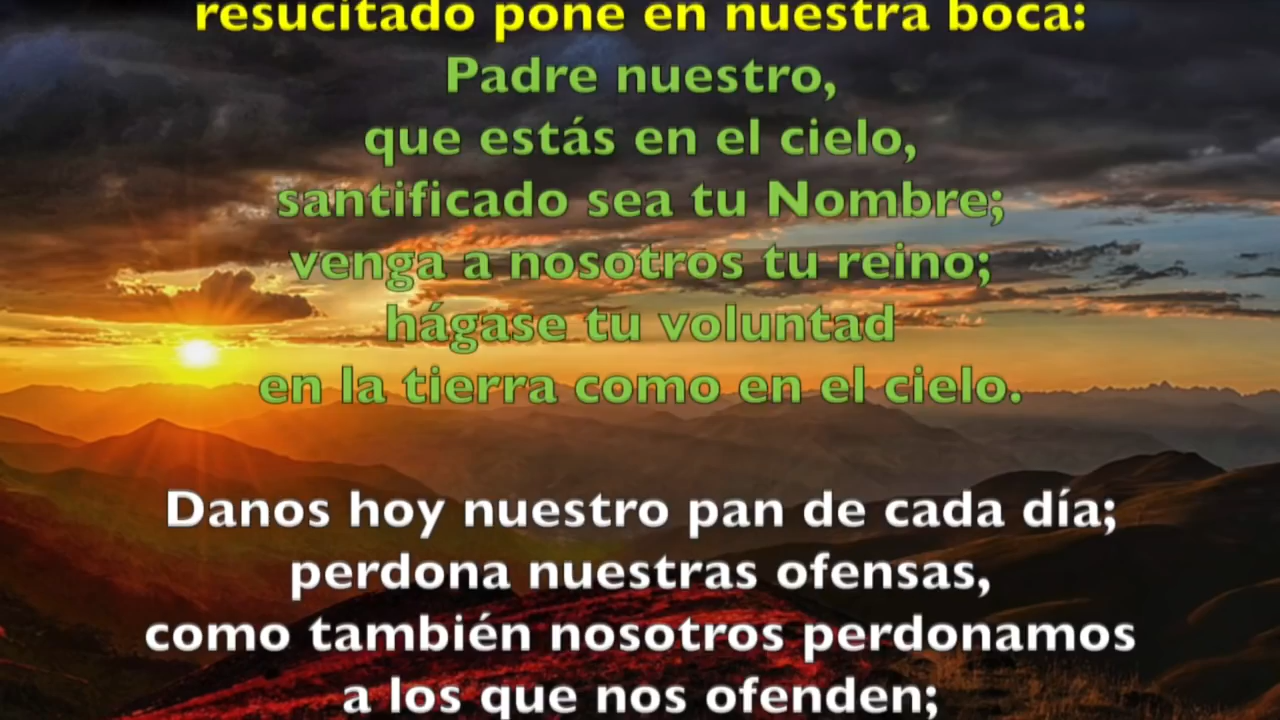 resucitado pone en nuestra boca:
Padre nuestro,
que estás en el cielo,
santificado sea tu Nombre;
venga a nosotros tu reino;
hágase tu voluntad
en la tierra como en el cielo.
Danos hoy nuestro pan de cada día;
perdona nuestras ofensas,
como también nosotros perdonamos
a los que nos ofenden;